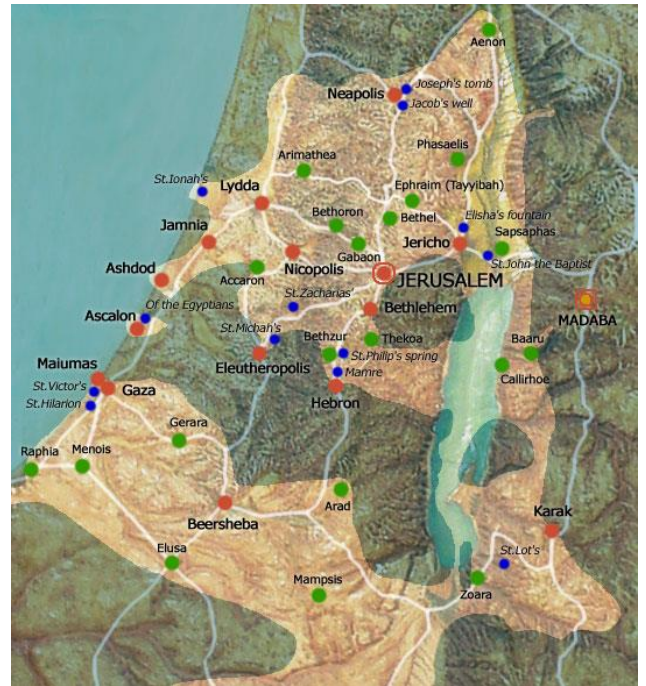 Aenon
Joseph's tomb
Neapolis
Jacob's well
Phasaelis
Arimathea
St.Ionah's
Lydda
Ephraim (Tayyibah)
Bethoron
Bethel
Elisha's fountain
Jamnia
Jericho
Sapsaphas
Gabaon
Nicopolis
St.John the Baptist
Ashdod
Accaron
JERUSALEM
St.Zacharias'
Of the Egyptians
Ascalon
Bethlehem
MADABA
St.Michah's
Bethzur
Thekoa
Baaru
St.Philip's spring
Maiumas
Eleutheropolis
Mamre
Callirhoe
St.Victor's
Gaza
St.Hilarion
Hebron
Gerara
Raphia
Menois
Arad
Karak
Beersheba
Elusa
St.Lot's
Mampsis
Zoara